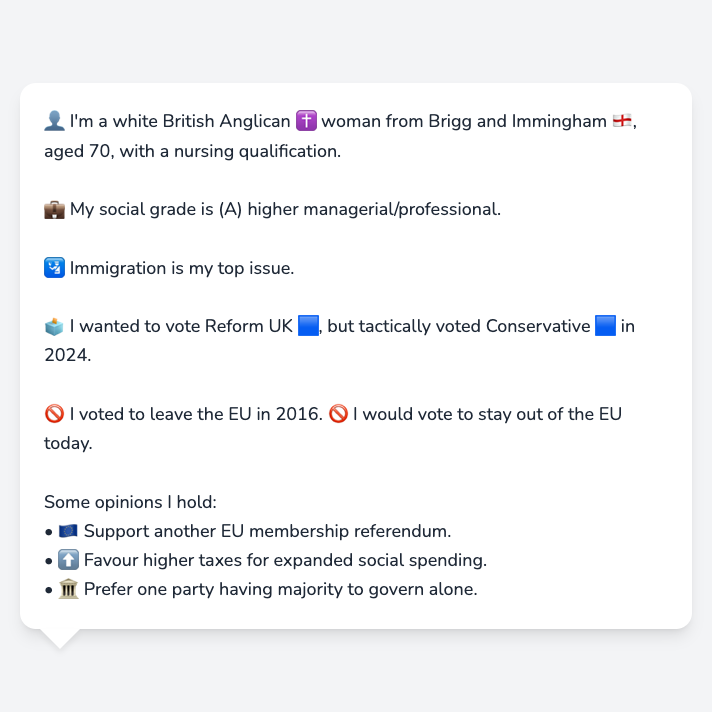 👤 I'm a white British Anglican ✝️ woman from Brigg and Immingham 🏴󠁧󠁢󠁥󠁮󠁧󠁿,
aged 70, with a nursing qualification.
💼 My social grade is (A) higher managerial/professional.
🛂 Immigration is my top issue.
🗳️ I wanted to vote Reform UK 🟦, but tactically voted Conservative 🟦 in
2024.
🚫 I voted to leave the EU in 2016. 🚫 I would vote to stay out of the EU
today.
Some opinions I hold:
• 🇪🇺 Support another EU membership referendum.
• ⬆️ Favour higher taxes for expanded social spending.
• 🏛️ Prefer one party having majority to govern alone.